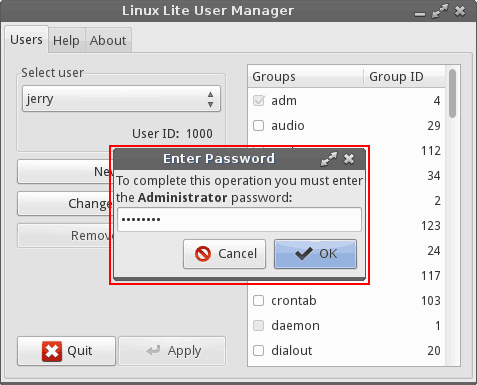 Linux Lite User Manager
Users Help About
Select user
jerry
User ID: 1000
Groups Group ID
adm 4
audio 29
112
34
2
123
24
117
crontab 103
daemon 1
dialout 20
Enter Password
To complete this operation you must enter
the Administrator password:
••••••••
Cancel OK
Change
Remove
Quit Apply